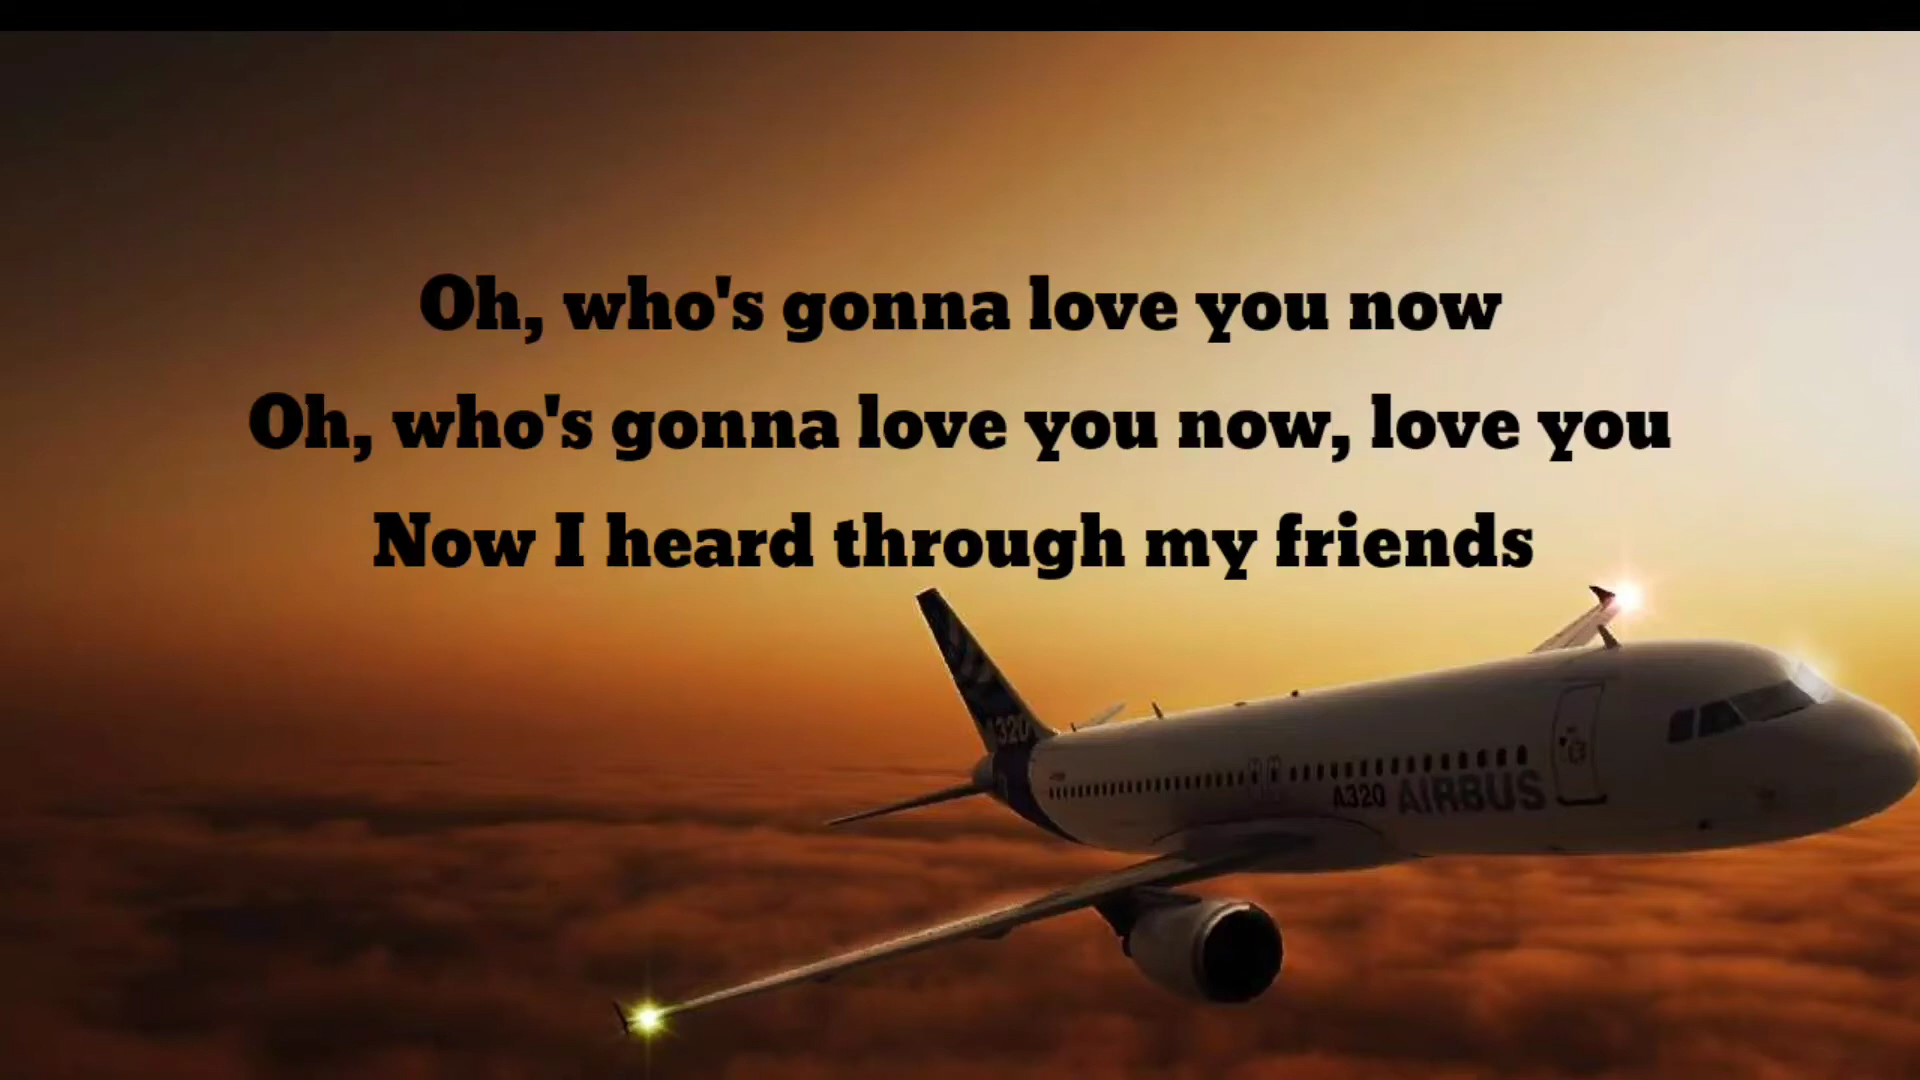 Oh, who's gonna love you now
Oh, who's gonna love you now, love you
Now I heard through my friends
A320
A320 AIRBUS